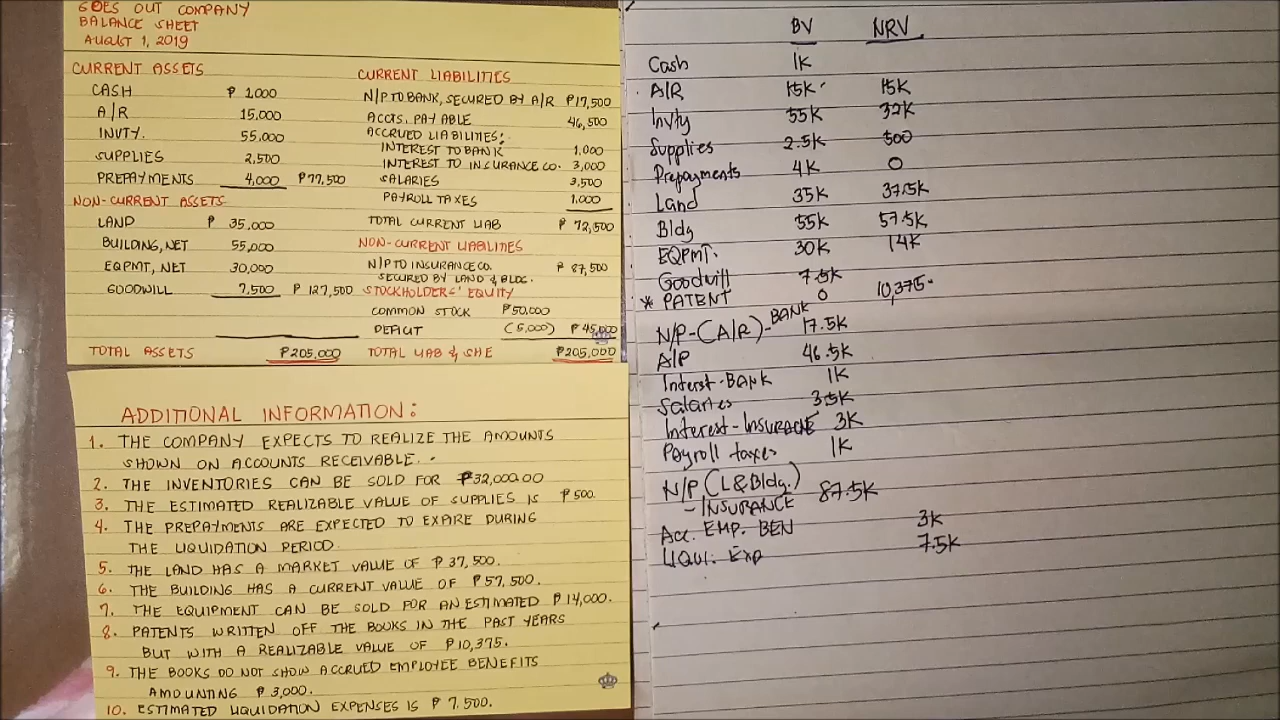 GOES OUT COMPANY
BALANCE SHEET
AUGUST 1, 2019
CURRENT ASSETS
CASH ₱ 1,000
A/R 15,000
INVTY. 55,000
SUPPLIES 2,500
PREPAYMENTS 4,000 ₱77,500
NON-CURRENT ASSETS
LAND ₱ 35,000
BUILDING, NET 55,000
EQPMT, NET 30,000
GOODWILL 7,500 ₱ 127,500
TOTAL ASSETS ₱205,000
CURRENT LIABILITIES
N/P TO BANK, SECURED BY A/R ₱17,500
ACCTS. PAYABLE 46,500
ACCRUED LIABILITIES:
INTEREST TO BANK 1,000
INTEREST TO INSURANCE CO. 3,000
SALARIES 3,500
PAYROLL TAXES 1,000
TOTAL CURRENT LIAB ₱ 72,500
NON-CURRENT LIABILITIES
N/P TO INSURANCE CO. ₱ 87,500
SECURED BY LAND & BLDG.
STOCKHOLDERS' EQUITY
COMMON STOCK ₱50,000
DEFICIT (5,000) ₱ 45,000
TOTAL LIAB & SHE ₱205,000
ADDITIONAL INFORMATION:
1. THE COMPANY EXPECTS TO REALIZE THE AMOUNTS
SHOWN ON ACCOUNTS RECEIVABLE.
2. THE INVENTORIES CAN BE SOLD FOR ₱32,000.00
3. THE ESTIMATED REALIZABLE VALUE OF SUPPLIES IS ₱500.
4. THE PREPAYMENTS ARE EXPECTED TO EXPIRE DURING
THE LIQUIDATION PERIOD.
5. THE LAND HAS A MARKET VALUE OF ₱ 37,500.
6. THE BUILDING HAS A CURRENT VALUE OF ₱57,500.
7. THE EQUIPMENT CAN BE SOLD FOR AN ESTIMATED ₱14,000.
8. PATENTS WRITTEN OFF THE BOOKS IN THE PAST YEARS
BUT WITH A REALIZABLE VALUE OF ₱10,375.
9. THE BOOKS DO NOT SHOW ACCRUED EMPLOYEE BENEFITS
AMOUNTING ₱ 3,000.
10. ESTIMATED LIQUIDATION EXPENSES IS ₱ 7,500.
BV NRV
Cash 1K
A/R 15K 15K
Invty 55K 32K
Supplies 2.5K 500
Prepayments 4K 0
Land 35K 37.5K
Bldg 55K 57.5K
EQPMT. 30K 14K
Goodwill 7.5K
* PATENT 0 10,375
N/P-(A/R)-BANK 17.5K
A/P 46.5K
Interst-BANK 1K
Salaries 3.5K
Interest-INSURANCE 3K
Payroll taxes 1K
N/P (L&Bldg.)
- INSURANCE 87.5K
Acc. EMP. BEN 3K
LIQUI. Exp 7.5K